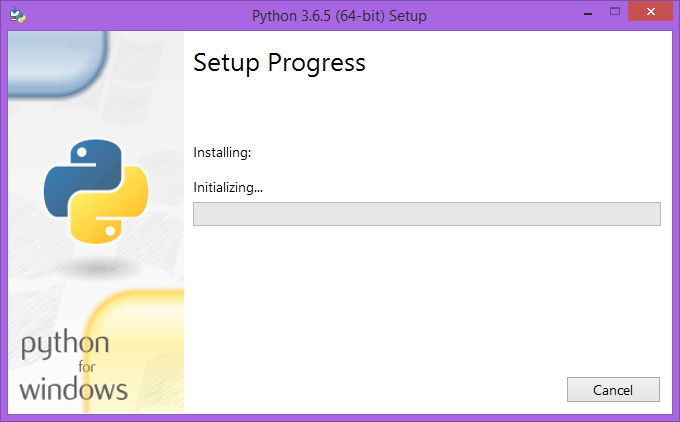 Python 3.6.5 (64-bit) Setup
Setup Progress
Installing:
Initializing...
python
for
windows
Cancel